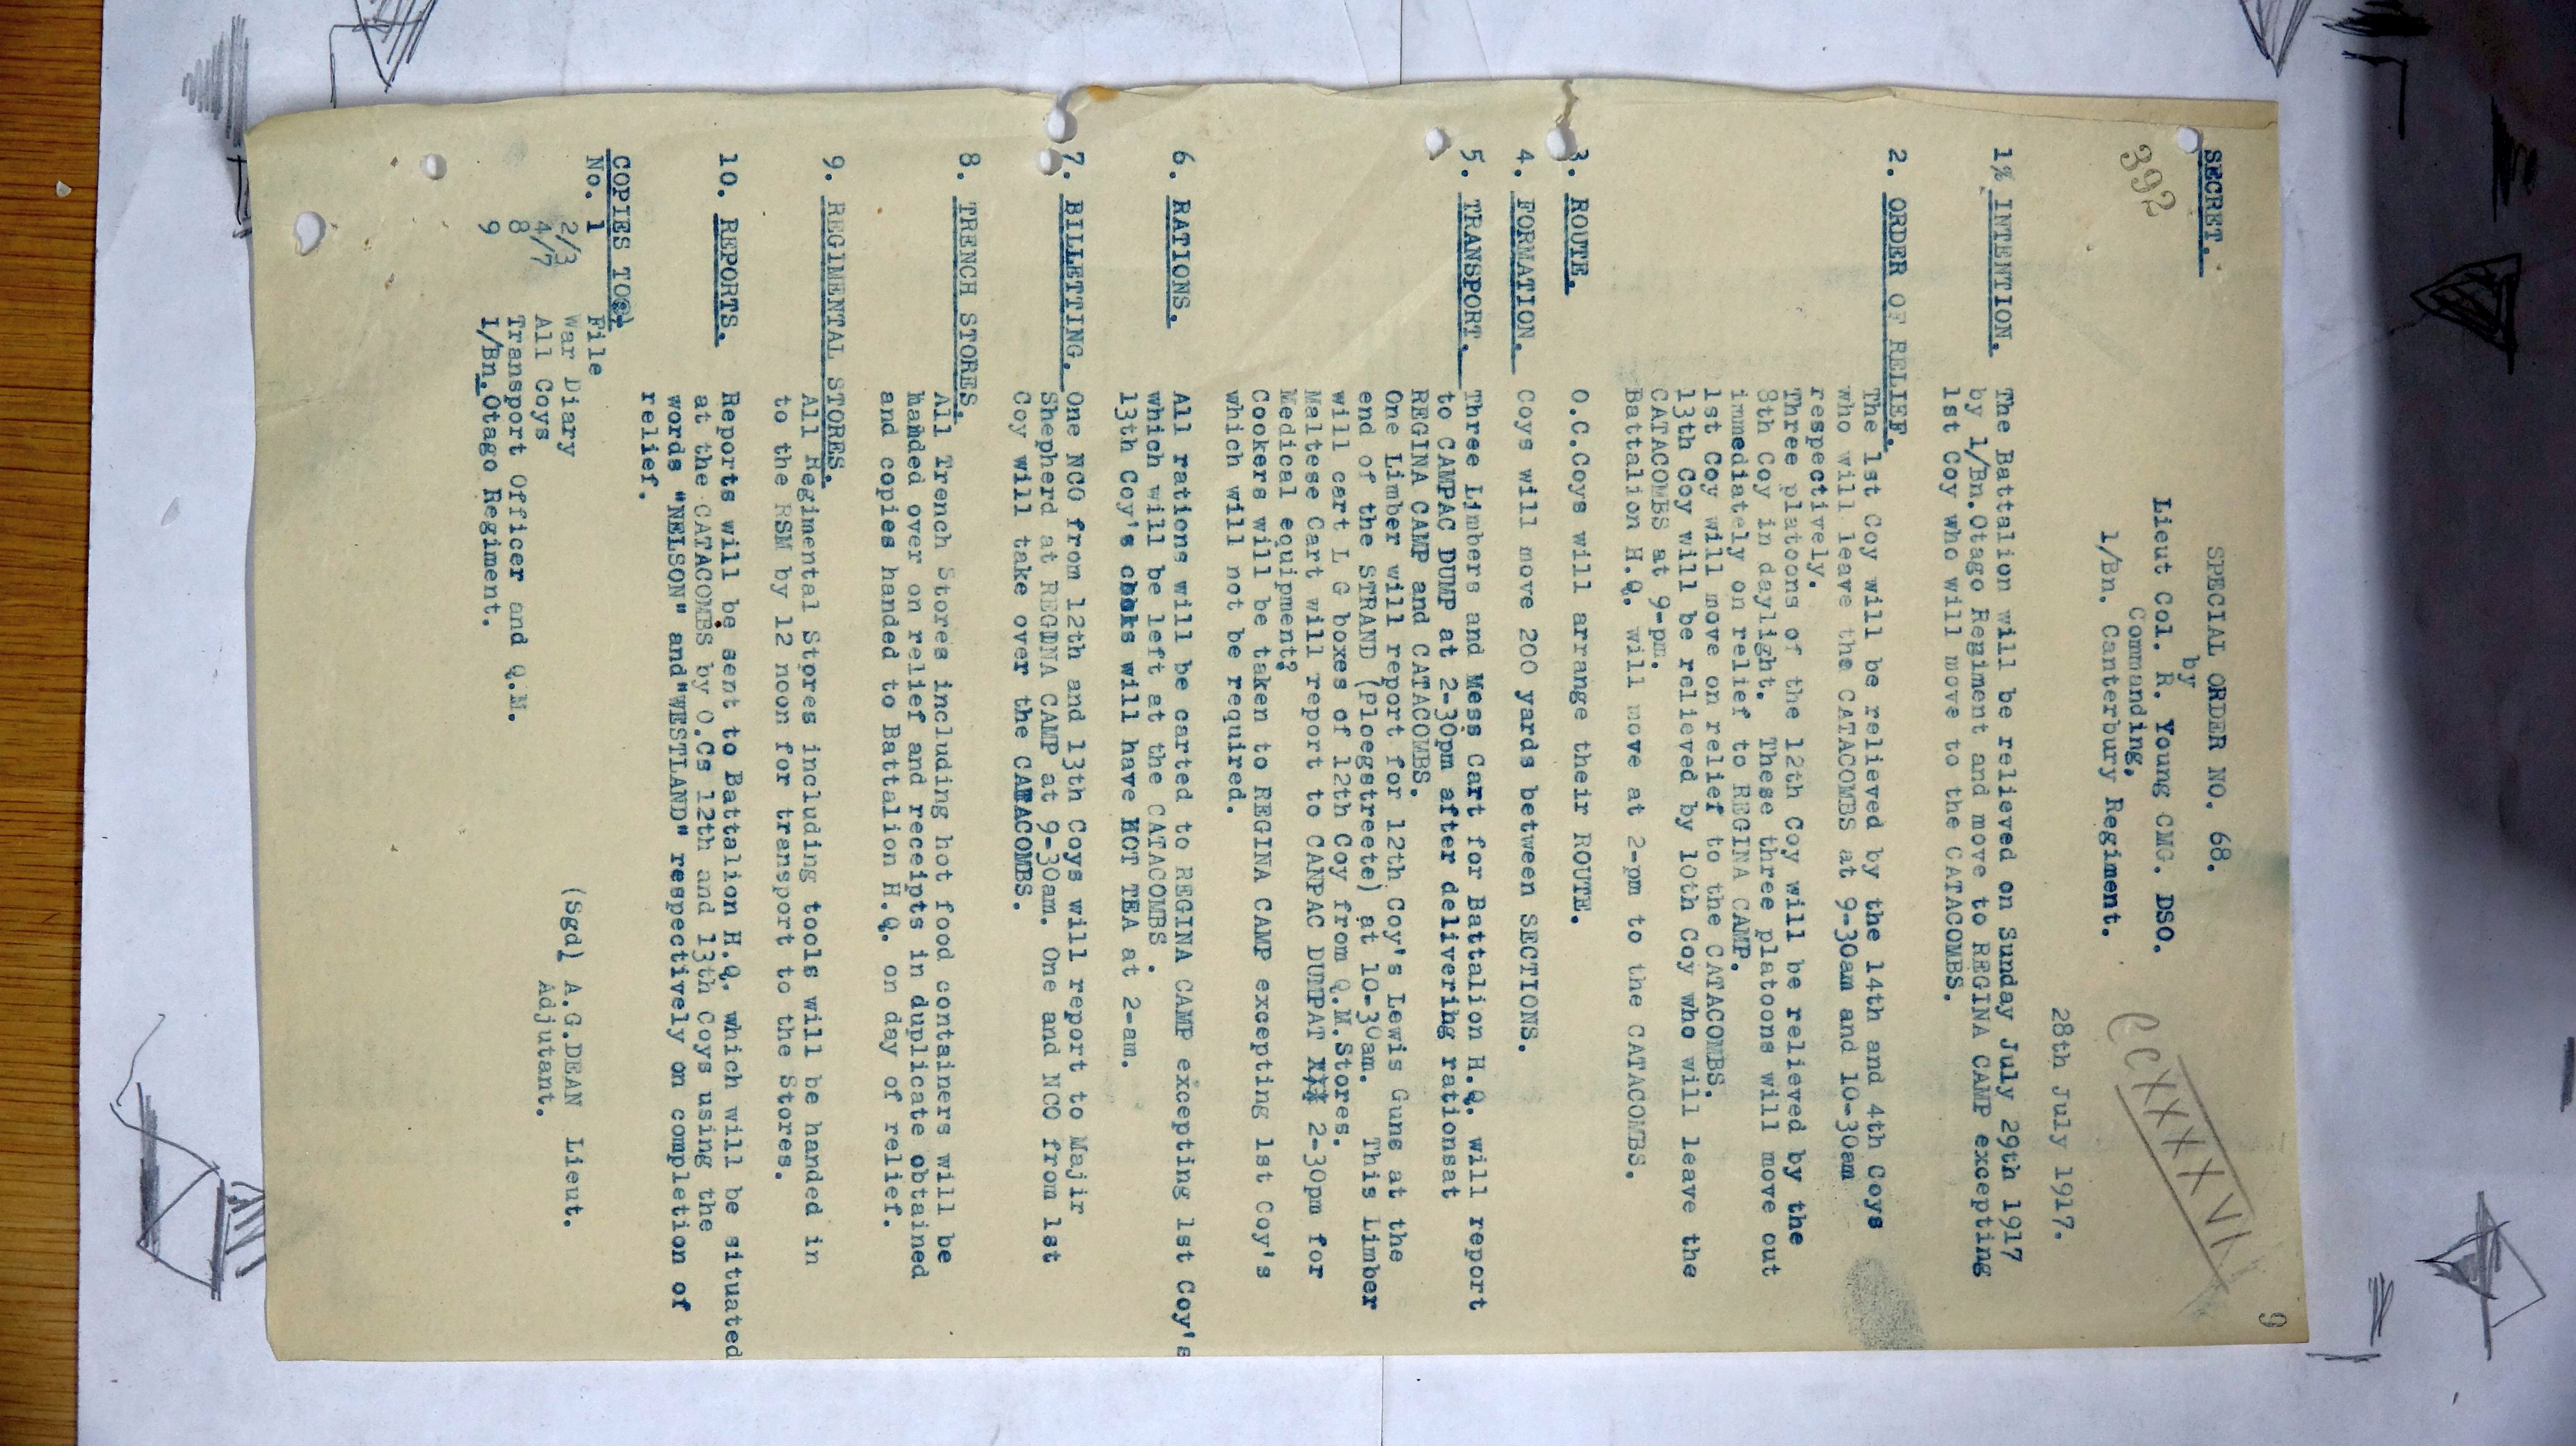 9
SECRET.
SPECIAL ORDER NO. 68.
by
Lieut Col. R. Young CMG. DSO.
Commanding,
1/Bn. Canterbury Regiment.
392
CCXXXXVI
28th July 1917.
1% INTENTION. The Battalion will be relieved on Sunday July 29th 1917
by 1/Bn.Otago Regiment and move to REGINA CAMP excepting
1st Coy who will move to the CATACOMBS.
2. ORDER OF RELIEF.
The 1st Coy will be relieved by the 14th and 4th Coys
who will leave the CATACOMBS at 9-30am and 10-30am
respectively.
Three platoons of the 12th Coy will be relieved by the
8th Coy in daylight. These three platoons will move out
immediately on relief to REGINA CAMP.
1st Coy will move on relief to the CATACOMBS.
13th Coy will be relieved by 10th Coy who will leave the
CATACOMBS at 9-pm.
Battalion H.Q. will move at 2-pm to the CATACOMBS.
3. ROUTE. O.C.Coys will arrange their ROUTE.
4. FORMATION. Coys will move 200 yards between SECTIONS.
5. TRANSPORT. Three Limbers and Mess Cart for Battalion H.Q. will report
to CAMPAC DUMP at 2-30pm after delivering rationsat
REGINA CAMP and CATACOMBS.
One Limber will report for 12th Coy's Lewis Guns at the
end of the STRAND (Ploegstreete) at 10-30am. This Limber
will cart L G boxes of 12th Coy from Q.M.Stores.
Maltese Cart will report to CANPAC DUMPAT 2-30pm for
Medical equipment?
Cookers will be taken to REGINA CAMP excepting 1st Coy's
which will not be required.
6. RATIONS. All rations will be carted to REGINA CAMP excepting 1st Coy's
which will be left at the CATACOMBS .
13th Coy's cooks will have HOT TEA at 2-am.
7. BILLETTING. One NCO from 12th and 13th Coys will report to Majir
Shepherd at REGINA CAMP at 9-30am. One and NCO from 1st
Coy will take over the CATACOMBS.
8. TRENCH STORES.
All Trench Stores including hot food containers will be
handed over on relief and receipts in duplicate obtained
and copies handed to Battalion H.Q. on day of relief.
9. REGIMENTAL STORES.
All Regimental Stores including tools will be handed in
to the RSM by 12 noon for transport to the Stores.
10. REPORTS. Reports will be sent to Battalion H.Q. which will be situated
at the CATACOMBS by O.Cs 12th and 13th Coys using the
words "NELSON" and"WESTLAND" respectively on completion of
relief.
COPIES TO
No. 1 File
2/3 War Diary
4/7 All Coys
8 Transport Officer and Q.M.
9 1/Bn.Otago Regiment.
(Sgd) A.G.DEAN Lieut.
Adjutant.